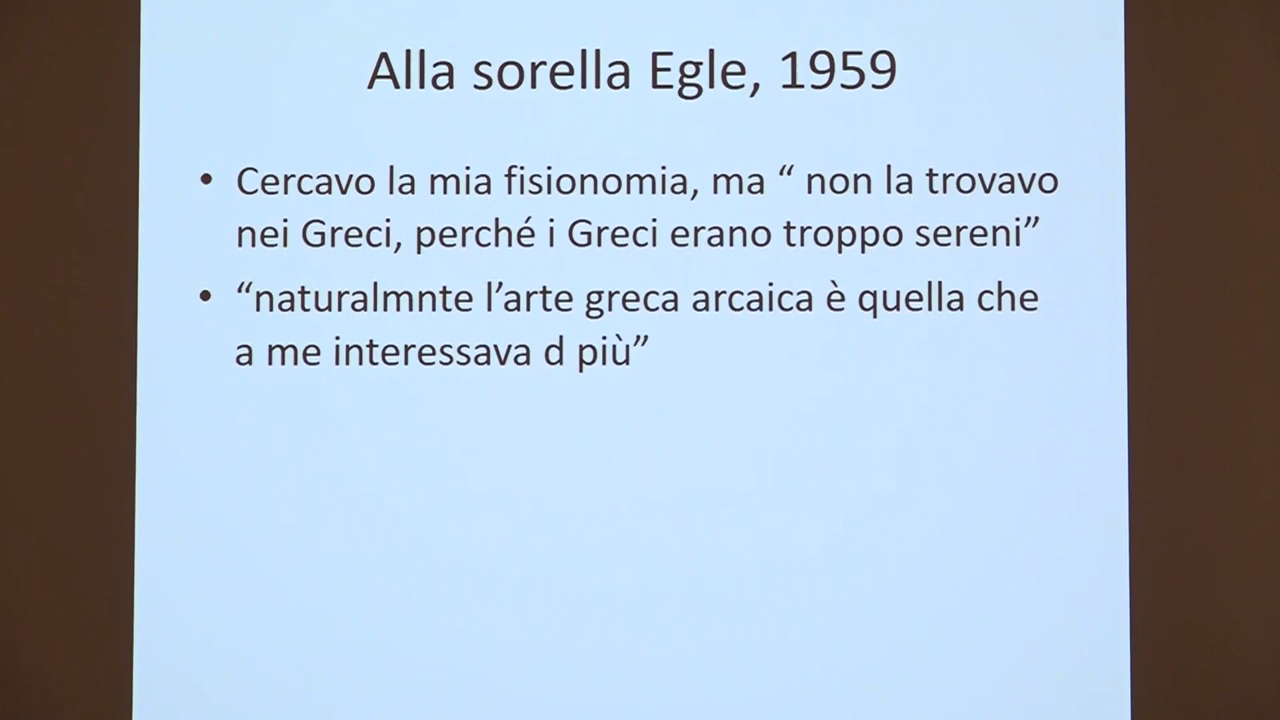 Alla sorella Egle, 1959
• Cercavo la mia fisionomia, ma “ non la trovavo
nei Greci, perché i Greci erano troppo sereni”
• “naturalmnte l’arte greca arcaica è quella che
a me interessava d più”